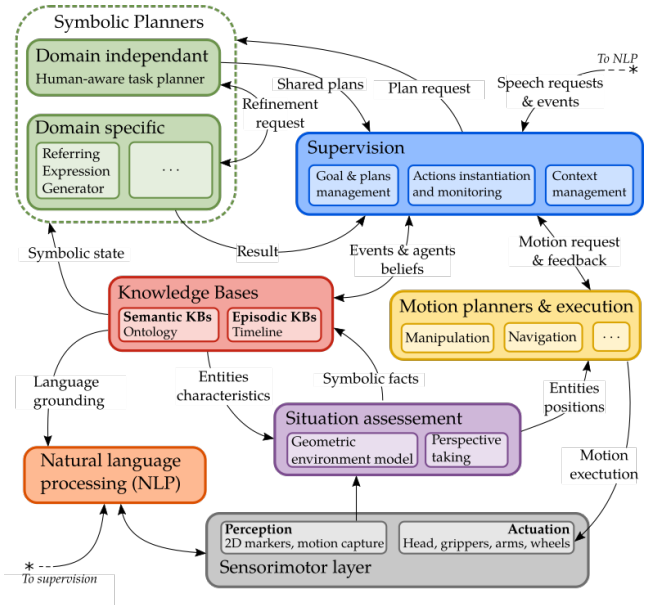 Symbolic Planners
Domain independant
Human-aware task planner
Shared plans
Plan request
To NLP
*
Speech requests
& events
Refinement
request
Domain specific
Referring
Expression
Generator
. . .
Supervision
Goal & plans
management
Actions instantiation
and monitoring
Context
management
Symbolic state
Result
Events & agents
beliefs
Motion request
& feedback
Knowledge Bases
Semantic KBs
Ontology
Episodic KBs
Timeline
Motion planners & execution
Manipulation
Navigation
. . .
Language
grounding
Entities
characteristics
Symbolic facts
Entities
positions
Situation assessement
Geometric
environment model
Perspective
taking
Natural language
processing (NLP)
Motion
exectution
Perception
2D markers, motion capture
Actuation
Head, grippers, arms, wheels
Sensorimotor layer
*
To supervision